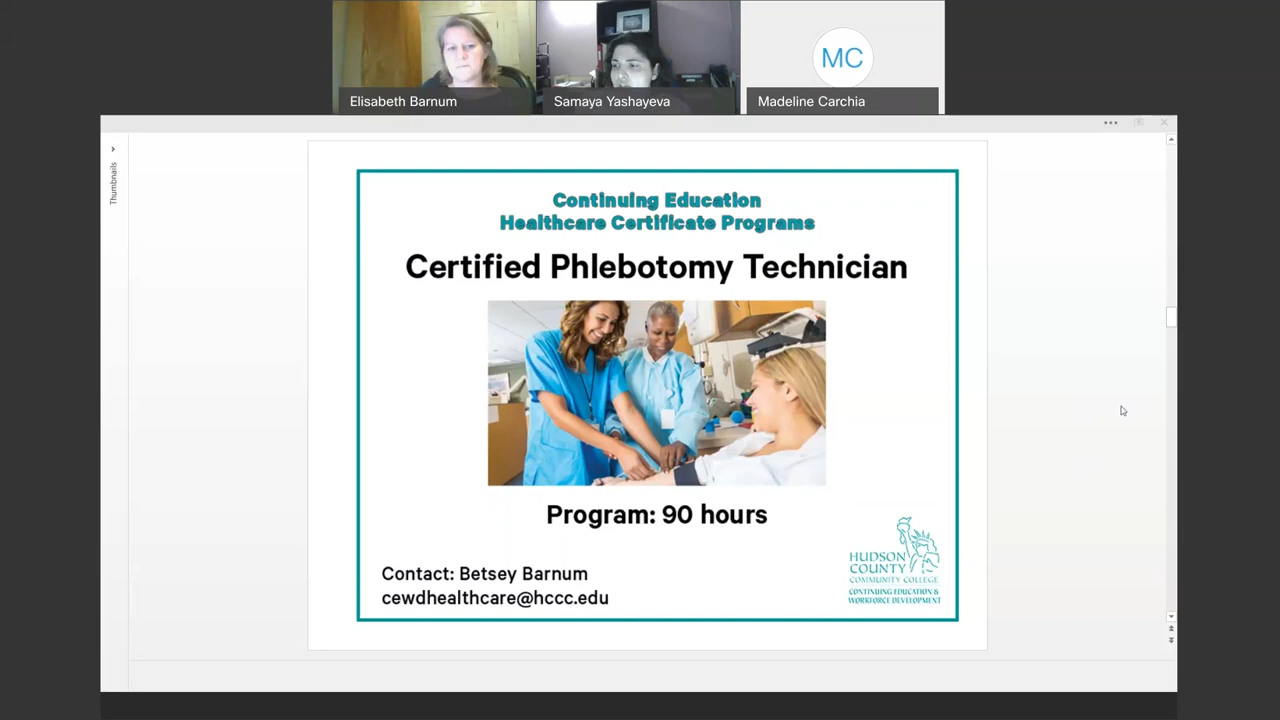 Elisabeth Barnum
Samaya Yashayeva
MC
Madeline Carchia
Thumbnails
Continuing Education
Healthcare Certificate Programs
Certified Phlebotomy Technician
Program: 90 hours
Contact: Betsey Barnum
cewdhealthcare@hccc.edu
HUDSON
COUNTY
COMMUNITY COLLEGE
CONTINUING EDUCATION &
WORKFORCE DEVELOPMENT